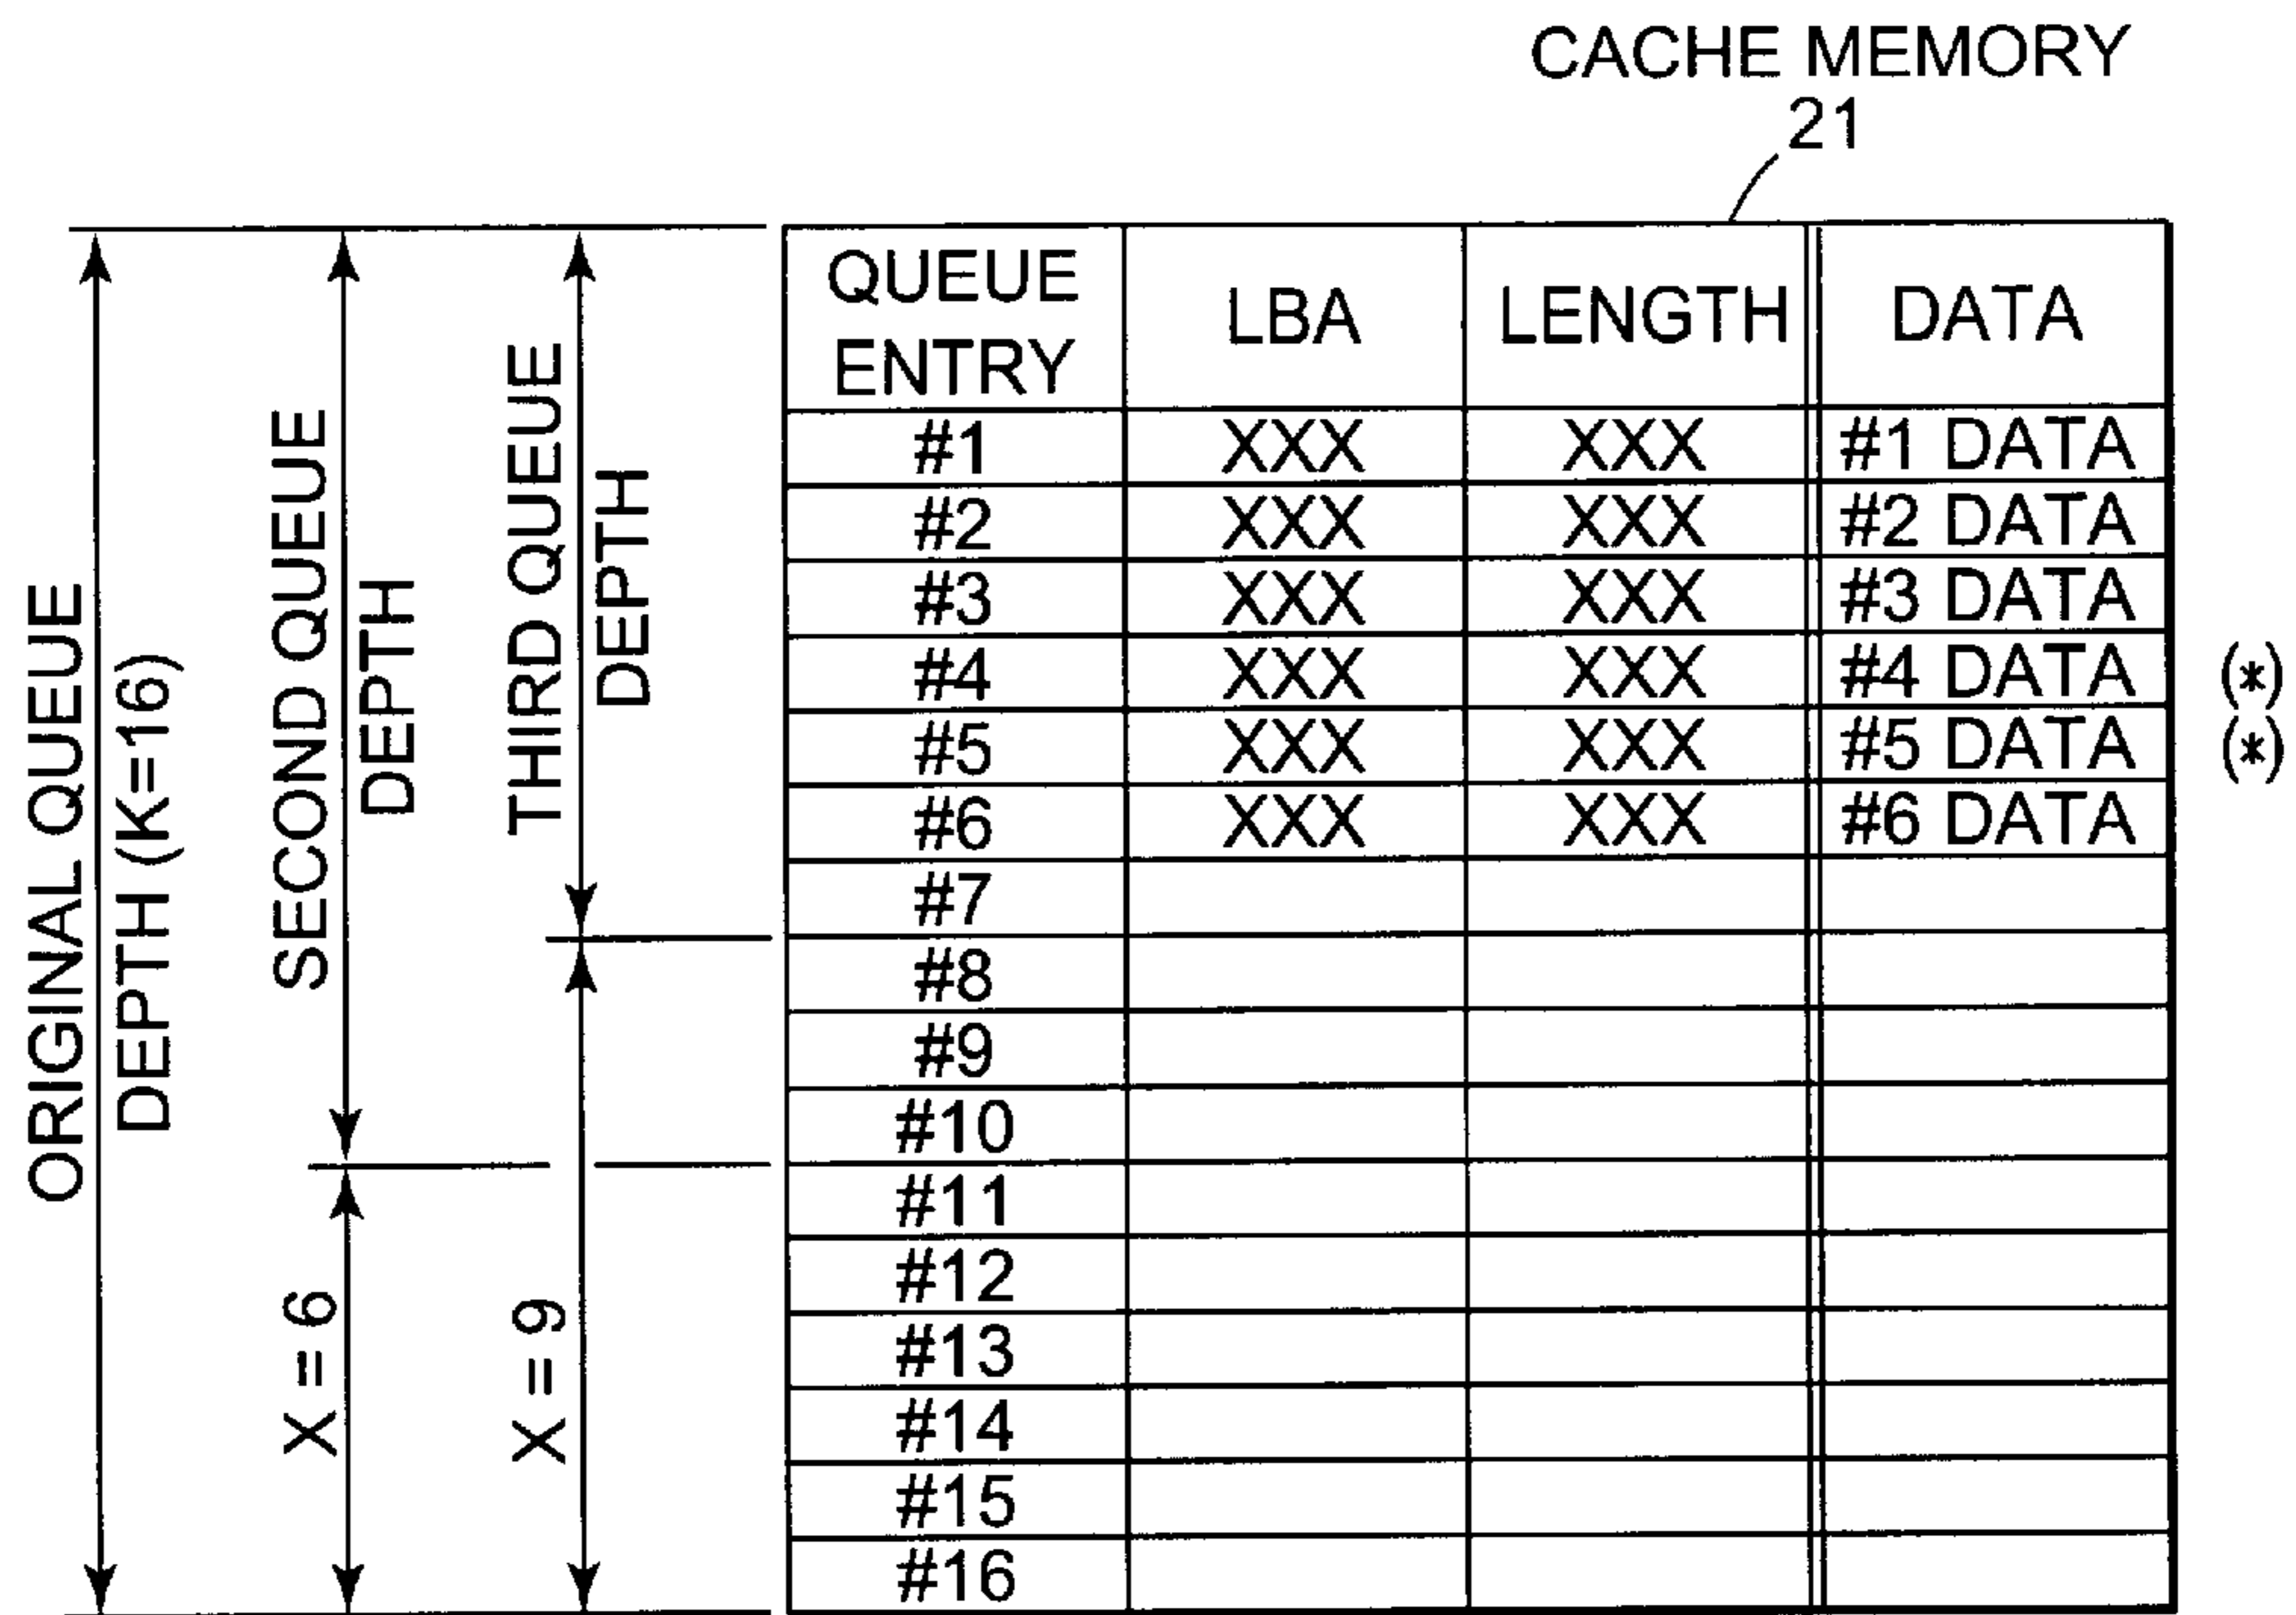 CACHE MEMORY
21
ORIGINAL QUEUE
DEPTH (K=16)
SECOND QUEUE
DEPTH
X = 6
THIRD QUEUE
DEPTH
X = 9
QUEUE ENTRY LBA LENGTH DATA
#1 XXX XXX #1 DATA
#2 XXX XXX #2 DATA
#3 XXX XXX #3 DATA
#4 XXX XXX #4 DATA (*)
#5 XXX XXX #5 DATA (*)
#6 XXX XXX #6 DATA
#7
#8
#9
#10
#11
#12
#13
#14
#15
#16